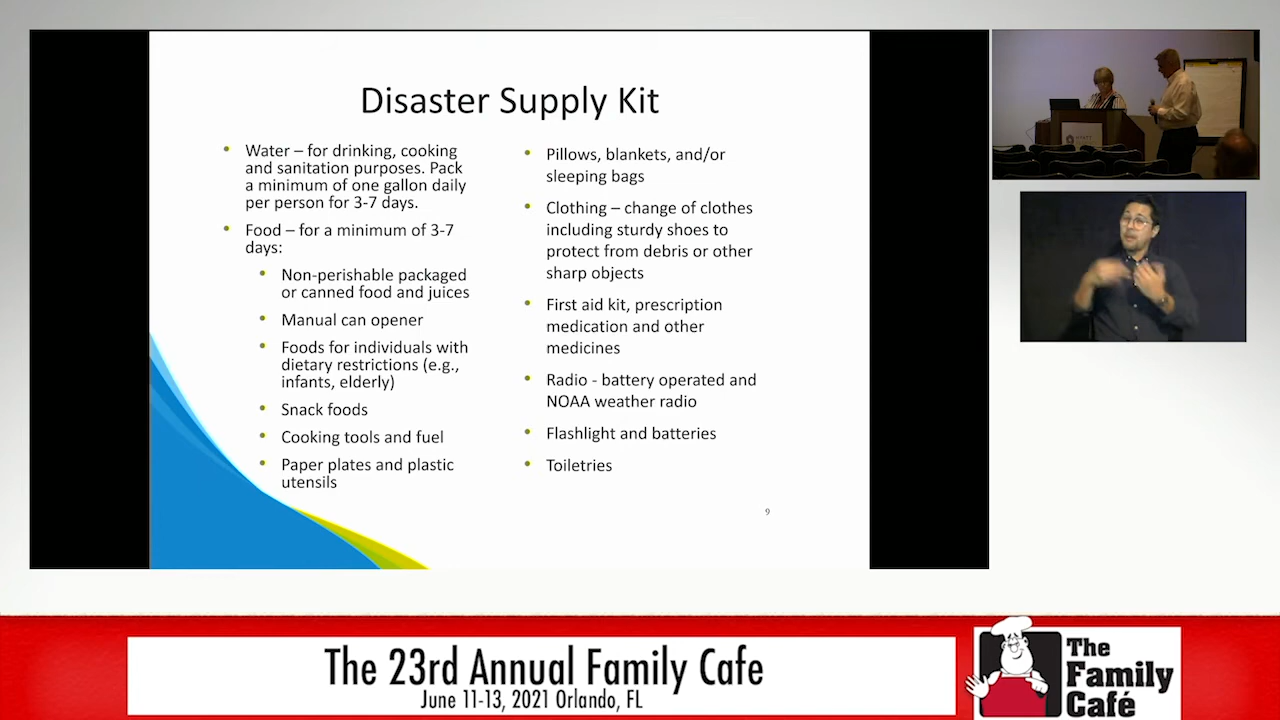 Disaster Supply Kit
Water – for drinking, cooking
and sanitation purposes. Pack
a minimum of one gallon daily
per person for 3-7 days.
Food – for a minimum of 3-7
days:
Non-perishable packaged
or canned food and juices
Manual can opener
Foods for individuals with
dietary restrictions (e.g.,
infants, elderly)
Snack foods
Cooking tools and fuel
Paper plates and plastic
utensils
Pillows, blankets, and/or
sleeping bags
Clothing – change of clothes
including sturdy shoes to
protect from debris or other
sharp objects
First aid kit, prescription
medication and other
medicines
Radio - battery operated and
NOAA weather radio
Flashlight and batteries
Toiletries
9
The 23rd Annual Family Cafe
June 11-13, 2021 Orlando, FL
The
Family
Café